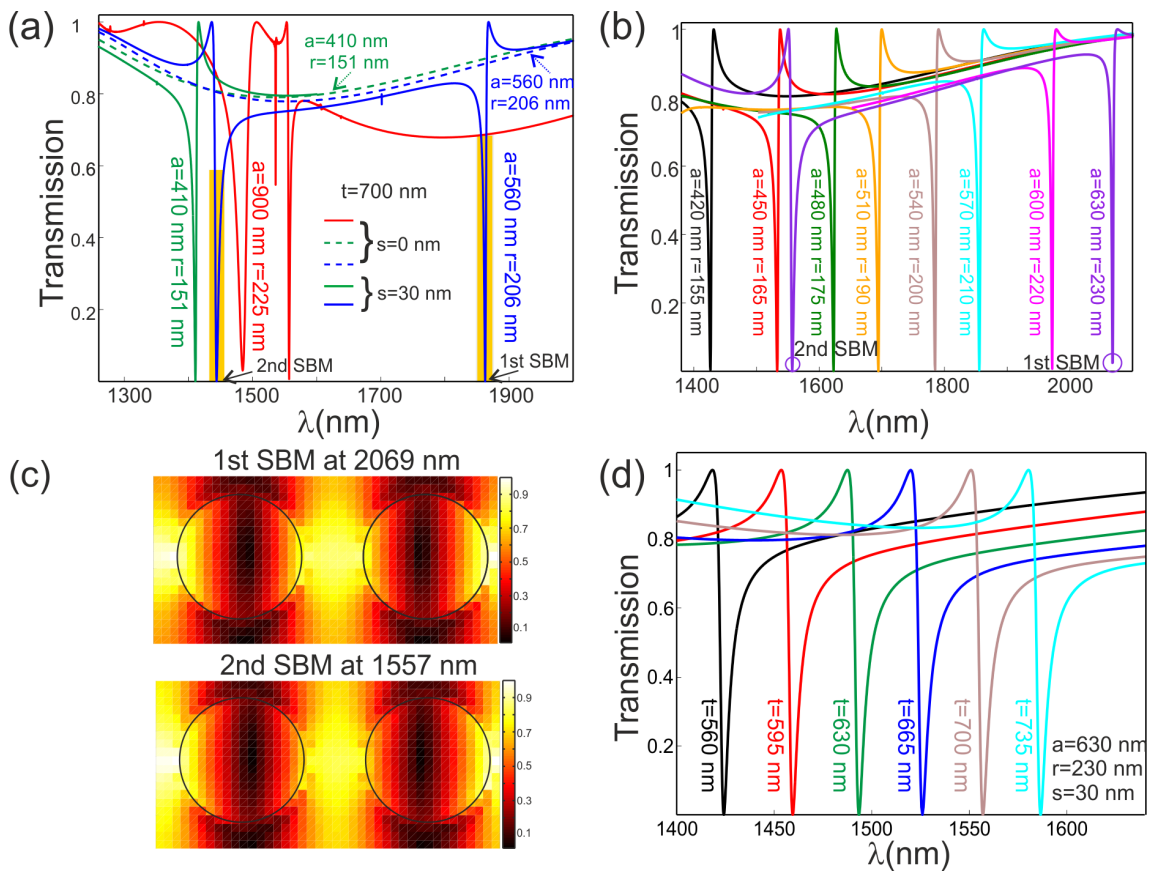 (a)
Transmission
1
0.8
0.6
0.4
0.2
1300
1500
1700
1900
λ(nm)
a=410 nm
r=151 nm
a=560 nm
r=206 nm
a=410 nm r=151 nm
a=900 nm r=225 nm
a=560 nm r=206 nm
t=700 nm
} s=0 nm
} s=30 nm
2nd SBM
1st SBM
(b)
Transmission
1
0.8
0.6
0.4
0.2
1400
1600
1800
2000
λ(nm)
a=420 nm r=155 nm
a=450 nm r=165 nm
a=480 nm r=175 nm
a=510 nm r=190 nm
a=540 nm r=200 nm
a=570 nm r=210 nm
a=600 nm r=220 nm
a=630 nm r=230 nm
2nd SBM
1st SBM
(c)
1st SBM at 2069 nm
0.9
0.7
0.5
0.3
0.1
2nd SBM at 1557 nm
0.9
0.7
0.5
0.3
0.1
(d)
Transmission
1
0.8
0.6
0.4
0.2
1400
1450
1500
1550
1600
λ(nm)
t=560 nm
t=595 nm
t=630 nm
t=665 nm
t=700 nm
t=735 nm
a=630 nm
r=230 nm
s=30 nm